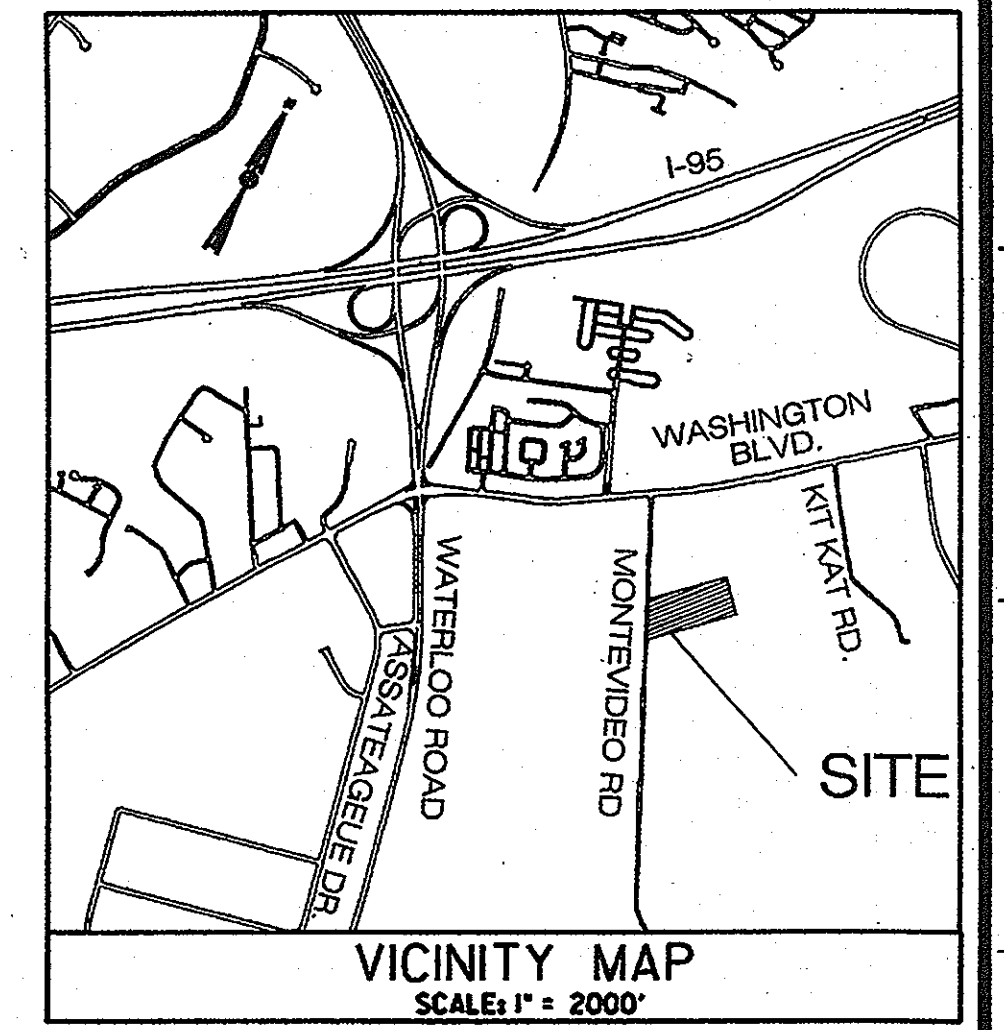 I-95
WASHINGTON
BLVD.
KIT KAT RD.
WATERLOO ROAD
MONTEVIDEO RD
ASSATEAGEUE DR.
SITE
VICINITY MAP
SCALE: 1" = 2000'